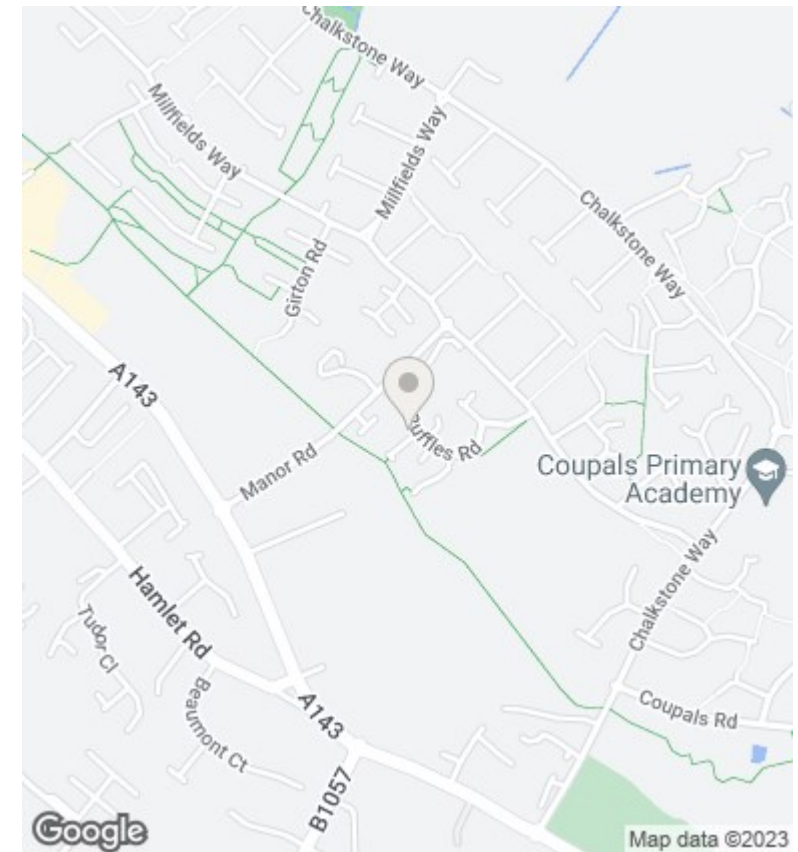 Chalkstone Way
Millfields Way
Millfields Way
Chalkstone Way
Girton Rd
A143
Ruffles Rd
Manor Rd
Coupals Primary
Academy
Chalkstone Way
Hamlet Rd
Tudor Cl
Beaumont Ct
A143
Coupals Rd
B1057
Google
Map data ©2023